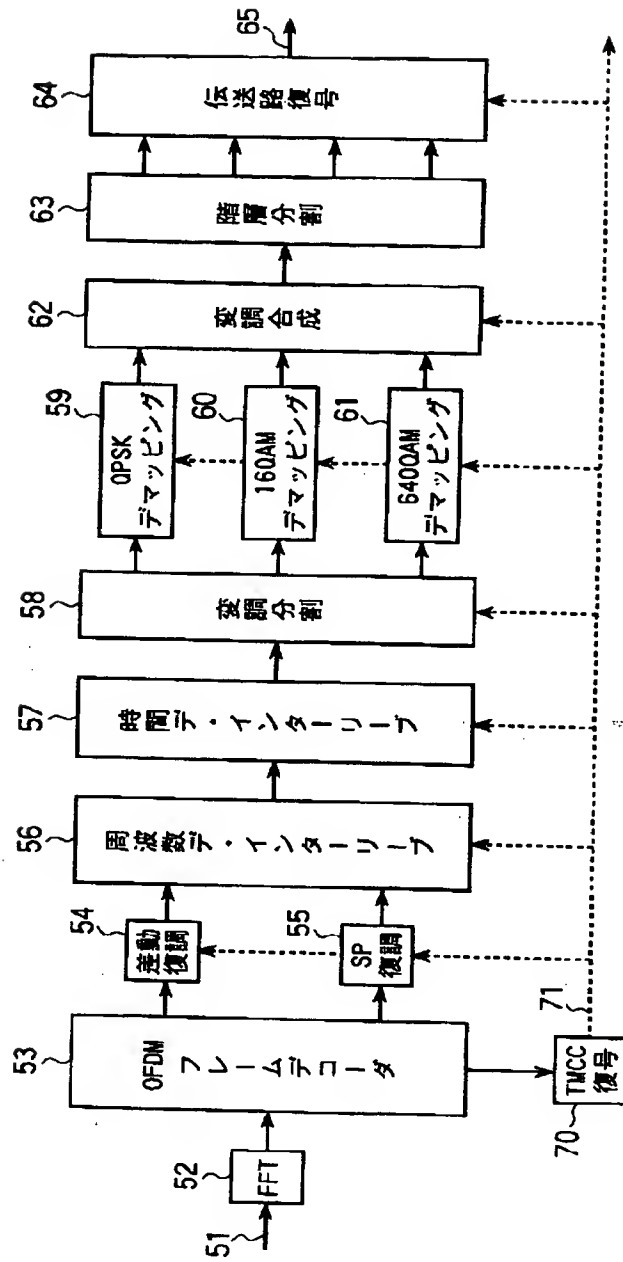 51
52
FFT
53
OFDM
フレームデコーダ
54
差動
復調
55
SP
復調
56
周波数デ・インターリーブ
57
時間デ・インターリーブ
58
変調分割
59
QPSK
デマッピング
60
16QAM
デマッピング
61
640QAM
デマッピング
62
変調合成
63
階層分割
64
伝送路復号
65
70
TMCC
復号
71